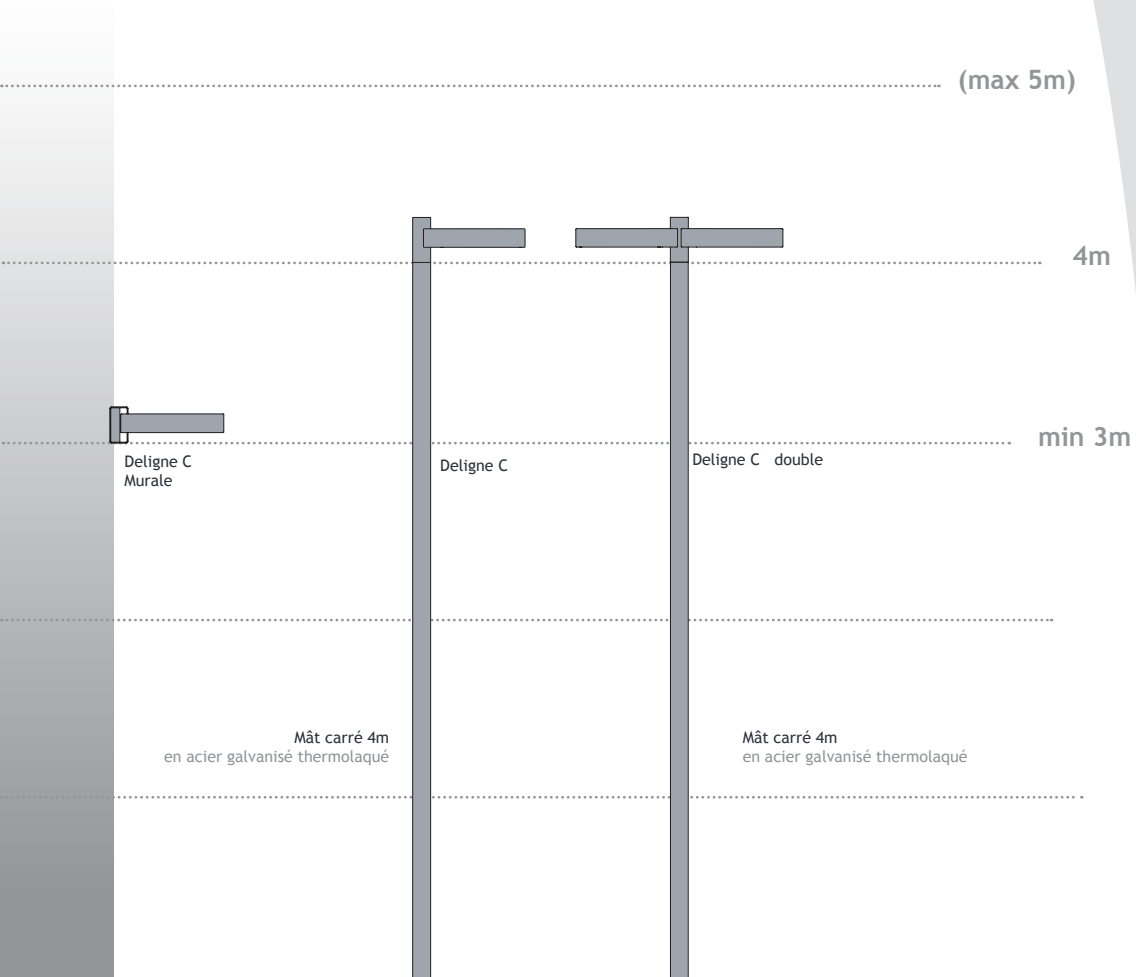 (max 5m)
4m
min 3m
Deligne C
Murale
Deligne C
Deligne C double
Mât carré 4m
en acier galvanisé thermolaqué
Mât carré 4m
en acier galvanisé thermolaqué